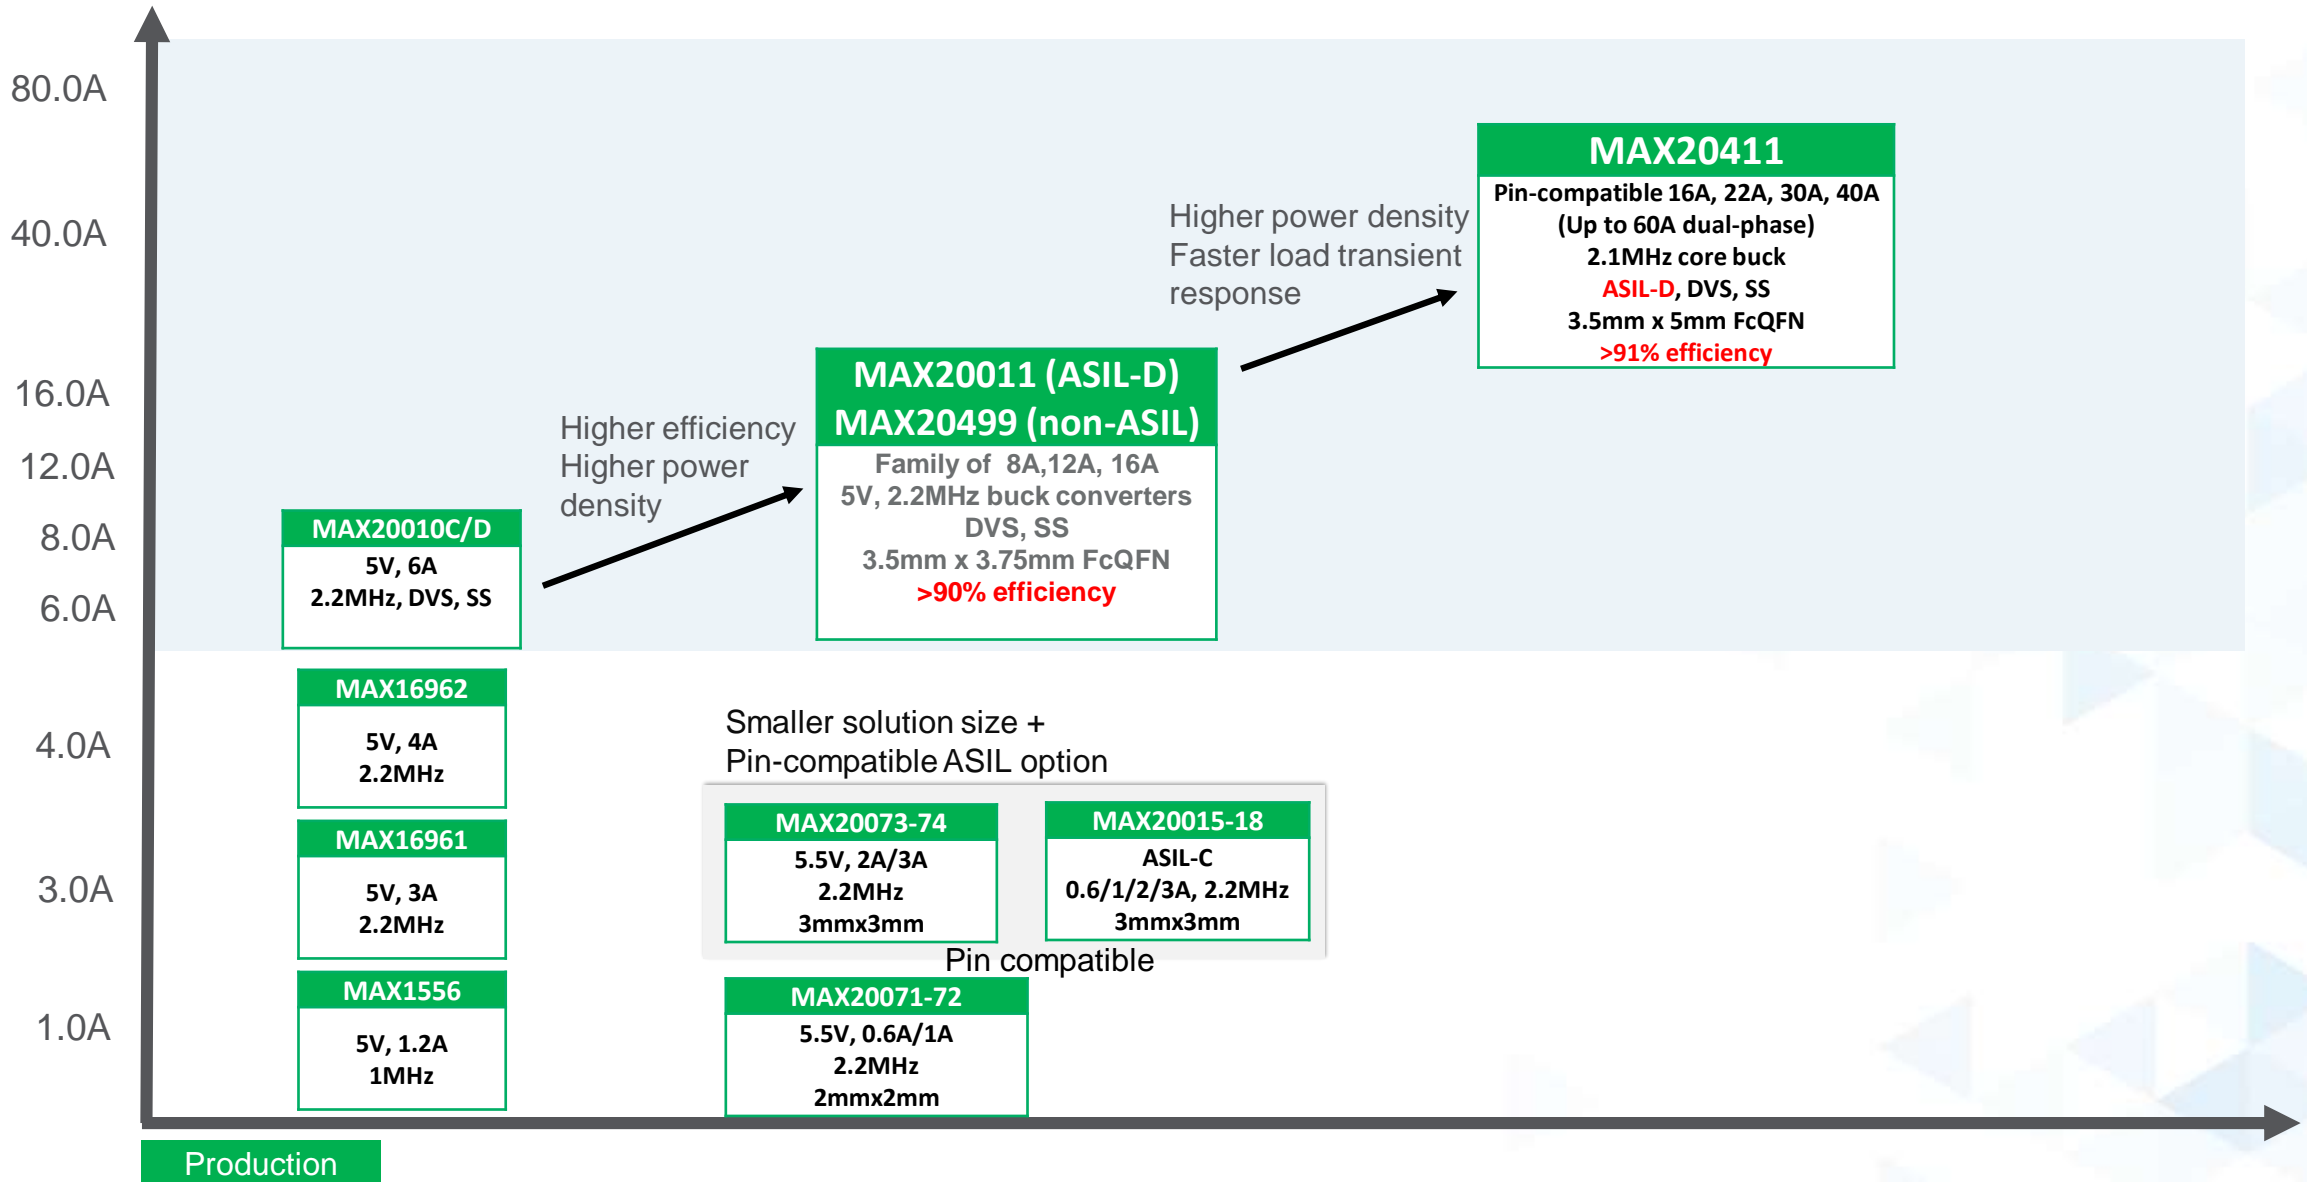 80.0A
40.0A
16.0A
12.0A
8.0A
6.0A
4.0A
3.0A
1.0A
MAX20411
Pin-compatible 16A, 22A, 30A, 40A
(Up to 60A dual-phase)
2.1MHz core buck
ASIL-D, DVS, SS
3.5mm x 5mm FcQFN
>91% efficiency
Higher power density
Faster load transient
response
MAX20011 (ASIL-D)
MAX20499 (non-ASIL)
Family of 8A,12A, 16A
5V, 2.2MHz buck converters
DVS, SS
3.5mm x 3.75mm FcQFN
>90% efficiency
Higher efficiency
Higher power
density
MAX20010C/D
5V, 6A
2.2MHz, DVS, SS
MAX16962
5V, 4A
2.2MHz
MAX16961
5V, 3A
2.2MHz
MAX1556
5V, 1.2A
1MHz
Smaller solution size +
Pin-compatible ASIL option
MAX20073-74
5.5V, 2A/3A
2.2MHz
3mmx3mm
MAX20015-18
ASIL-C
0.6/1/2/3A, 2.2MHz
3mmx3mm
Pin compatible
MAX20071-72
5.5V, 0.6A/1A
2.2MHz
2mmx2mm
Production